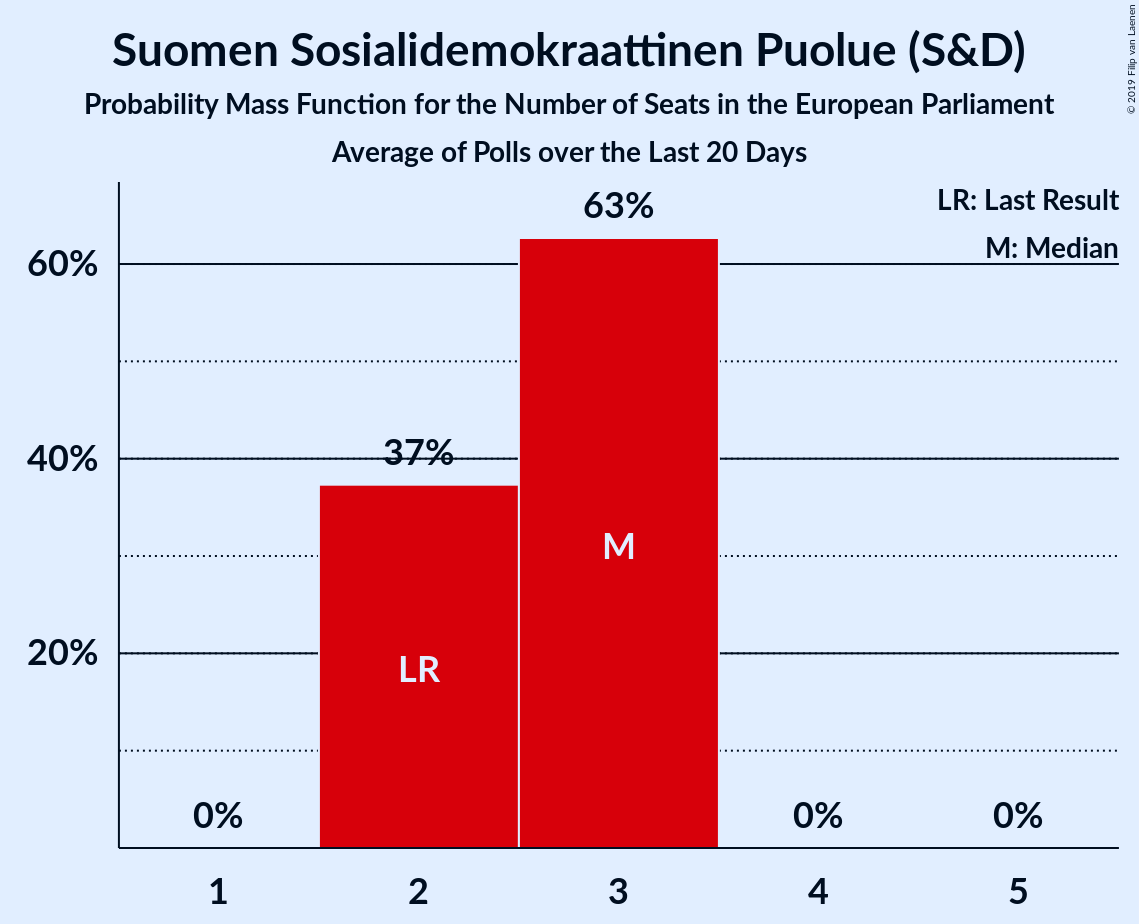 Suomen Sosialidemokraattinen Puolue (S&D)
Probability Mass Function for the Number of Seats in the European Parliament
Average of Polls over the Last 20 Days
© 2019 Filip van Laenen
LR: Last Result
M: Median
63%
60%
37%
40%
M
20%
LR
0%
0%
0%
1
2
3
4
5